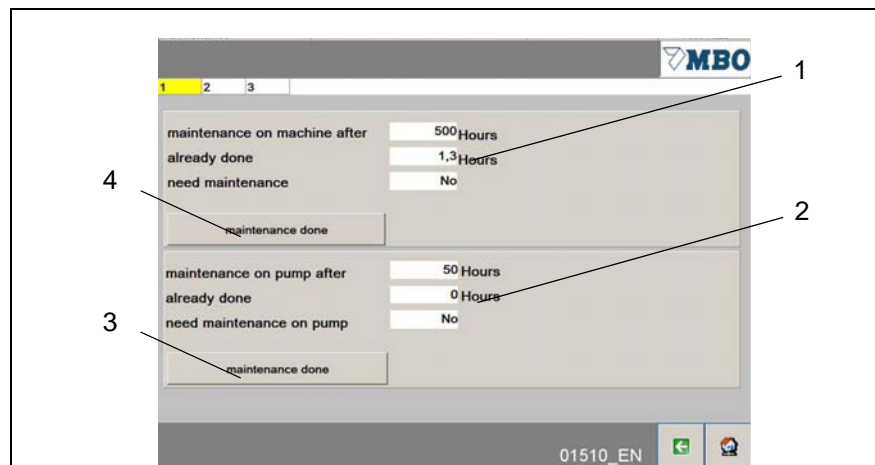 MBO
1
1 2 3
maintenance on machine after 500 Hours
already done 1,3 Hours
need maintenance No
4
maintenance done
2
maintenance on pump after 50 Hours
already done 0 Hours
need maintenance on pump No
3
maintenance done
01510_EN